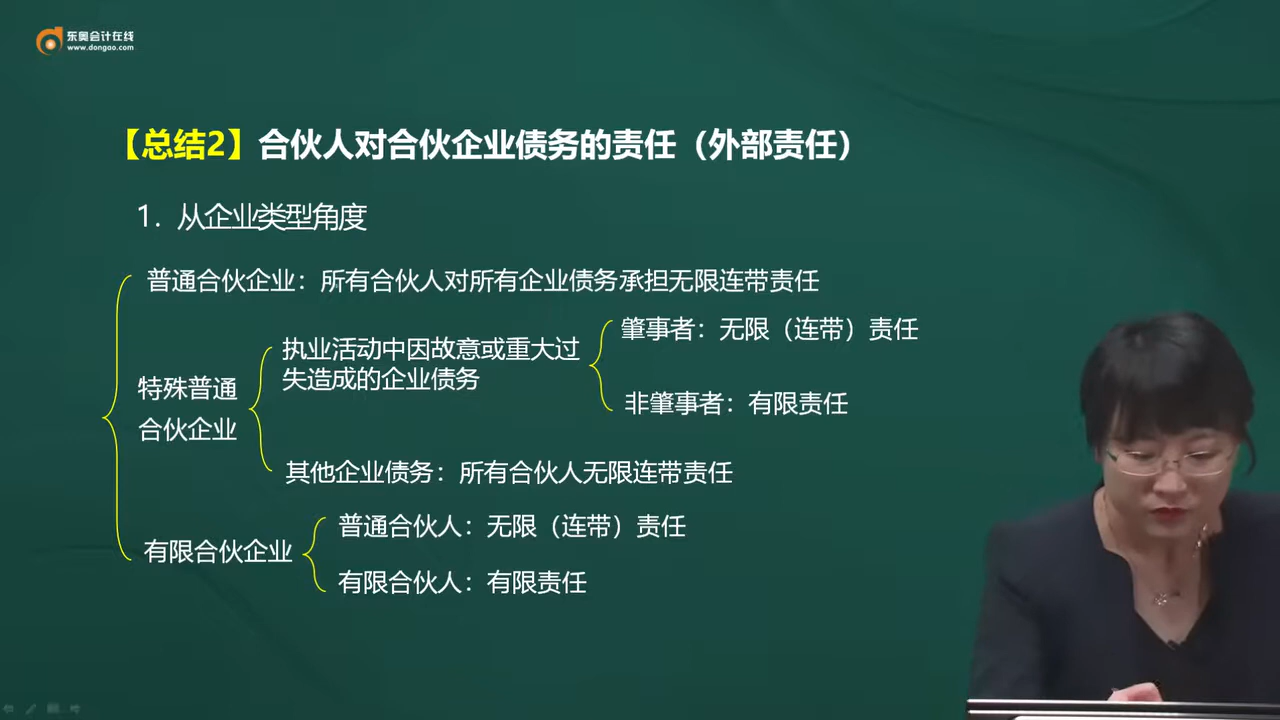 东奥会计在线
www.dongao.com
【总结2】合伙人对合伙企业债务的责任（外部责任）
1. 从企业类型角度
普通合伙企业：所有合伙人对所有企业债务承担无限连带责任
特殊普通
合伙企业
执业活动中因故意或重大过
失造成的企业债务
肇事者：无限（连带）责任
非肇事者：有限责任
其他企业债务：所有合伙人无限连带责任
有限合伙企业
普通合伙人：无限（连带）责任
有限合伙人：有限责任